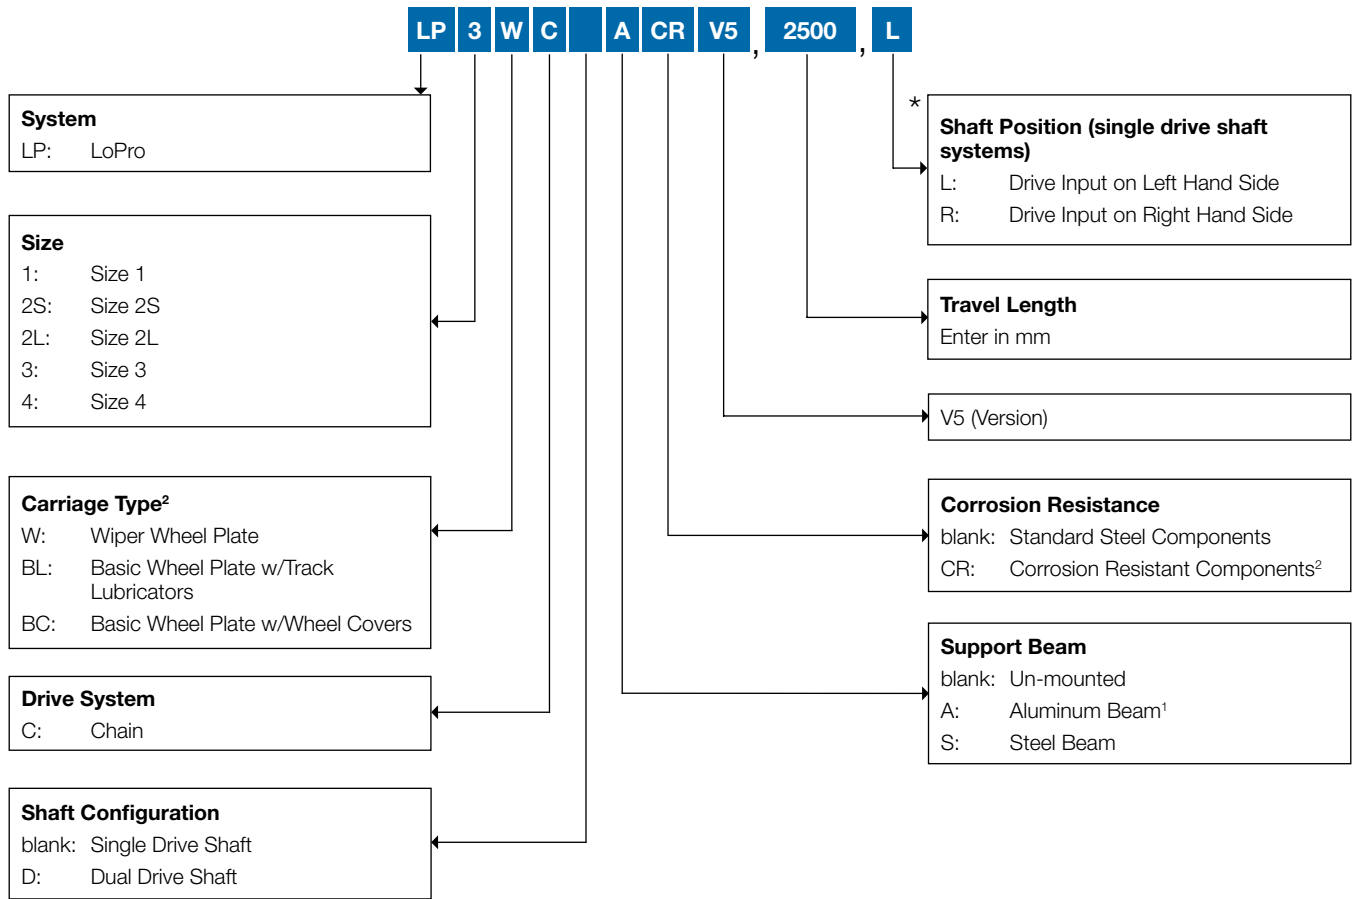 LP 3 W C A CR V5 , 2500 , L
System
LP: LoPro
Size
1: Size 1
2S: Size 2S
2L: Size 2L
3: Size 3
4: Size 4
Carriage Type²
W: Wiper Wheel Plate
BL: Basic Wheel Plate w/Track
Lubricators
BC: Basic Wheel Plate w/Wheel Covers
Drive System
C: Chain
Shaft Configuration
blank: Single Drive Shaft
D: Dual Drive Shaft
*
Shaft Position (single drive shaft
systems)
L: Drive Input on Left Hand Side
R: Drive Input on Right Hand Side
Travel Length
Enter in mm
V5 (Version)
Corrosion Resistance
blank: Standard Steel Components
CR: Corrosion Resistant Components²
Support Beam
blank: Un-mounted
A: Aluminum Beam¹
S: Steel Beam